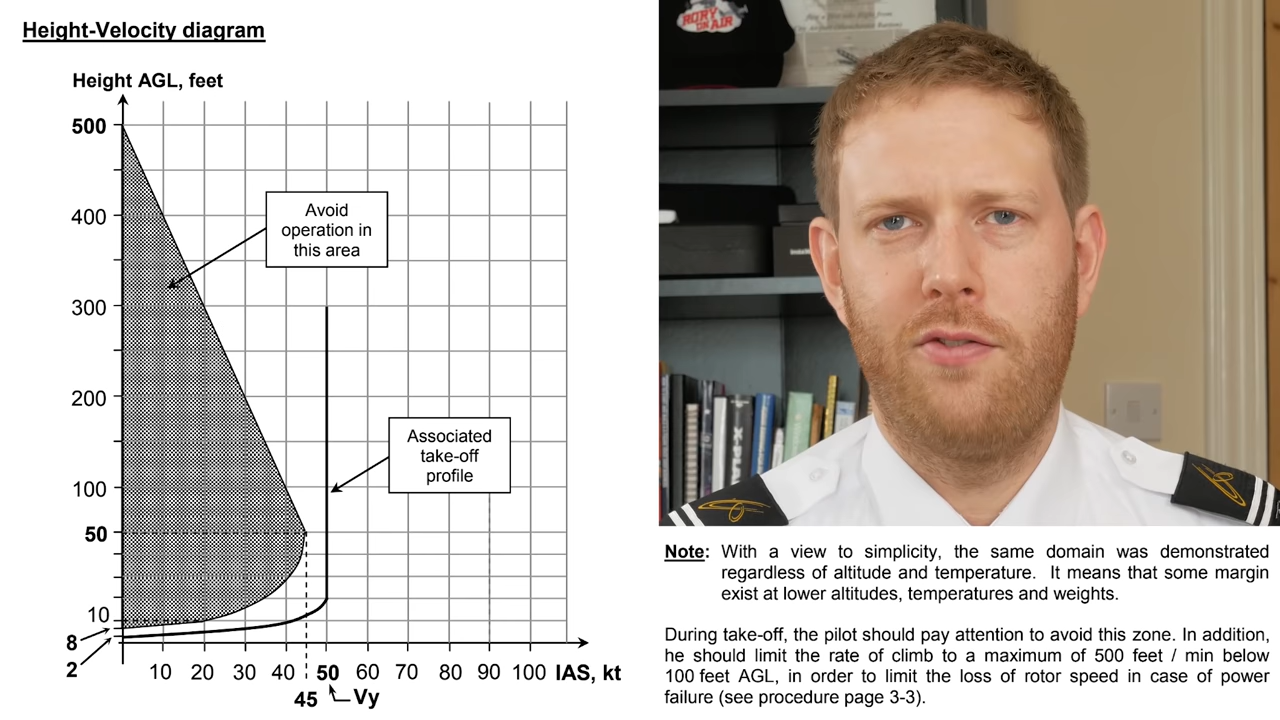 Height-Velocity diagram
Height AGL, feet
500
400
300
200
100
50
10
8
2
Avoid
operation in
this area
Associated
take-off
profile
10 20 30 40 50 60 70 80 90 100 IAS, kt
45
Vy
RORY
ON AIR
X-PLA
Note: With a view to simplicity, the same domain was demonstrated
regardless of altitude and temperature. It means that some margin
exist at lower altitudes, temperatures and weights.
During take-off, the pilot should pay attention to avoid this zone. In addition,
he should limit the rate of climb to a maximum of 500 feet / min below
100 feet AGL, in order to limit the loss of rotor speed in case of power
failure (see procedure page 3-3).